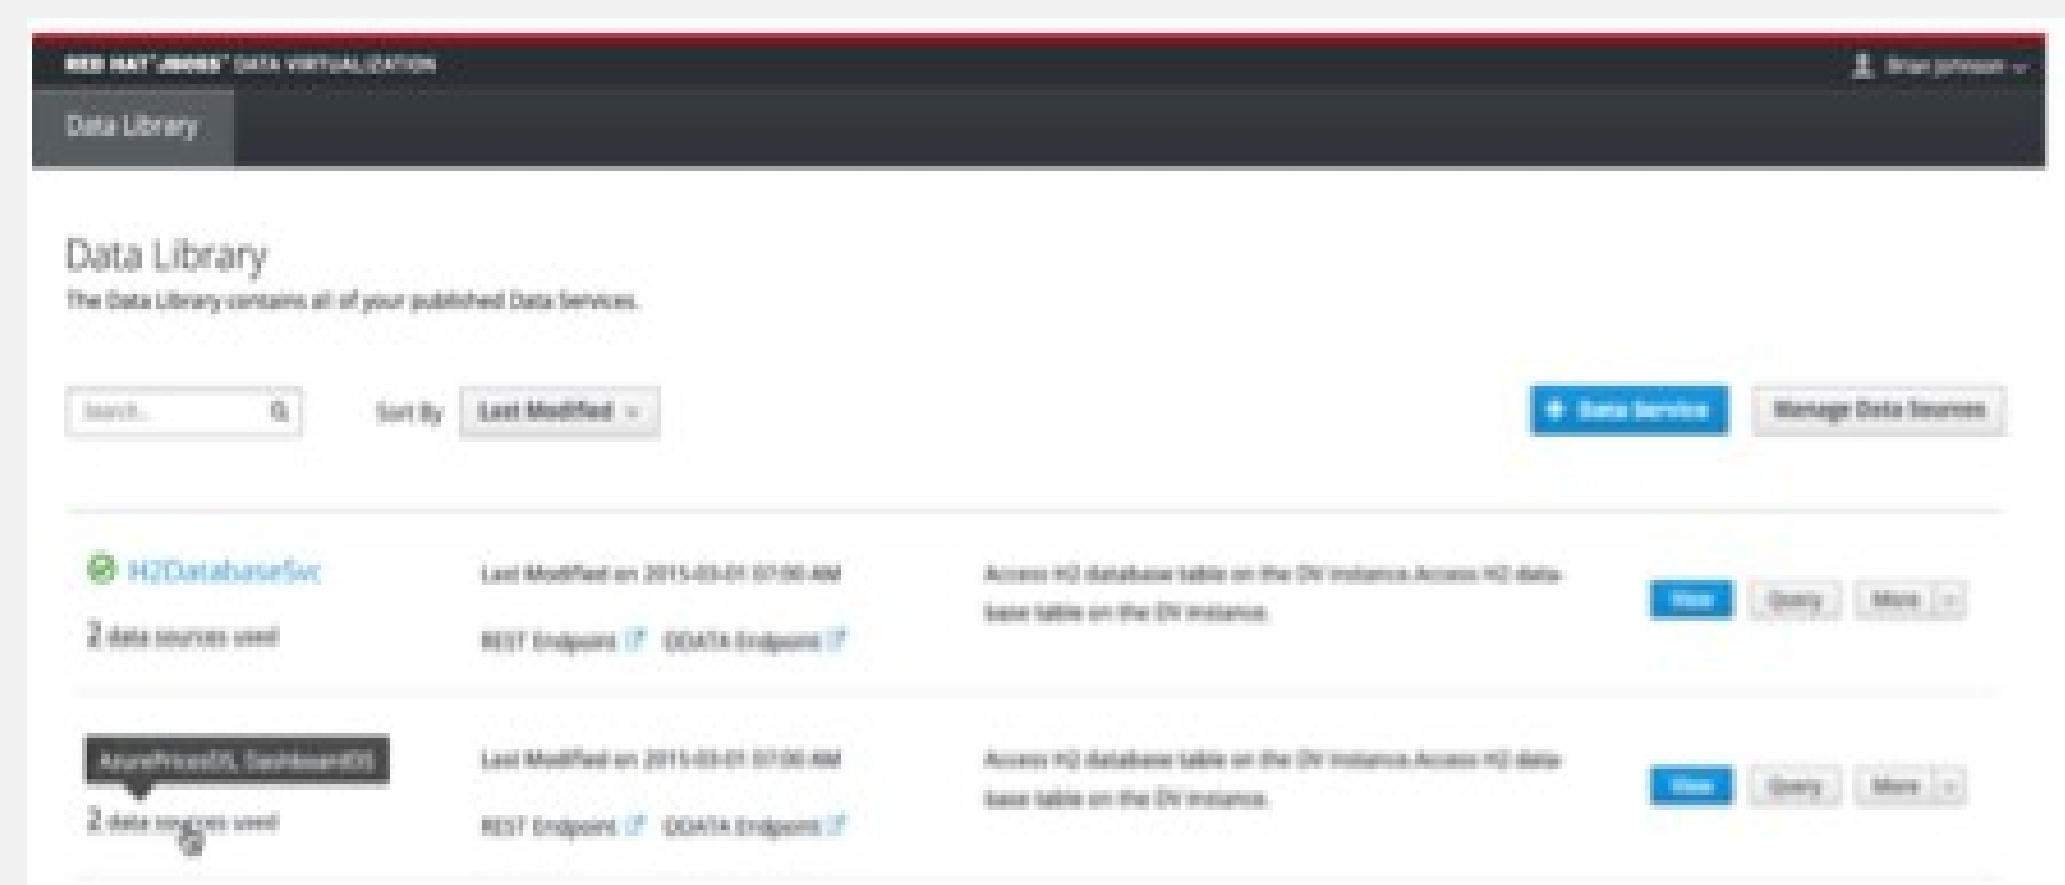 RED HAT® JBOSS® DATA VIRTUALIZATION
Brian Johnson
Data Library
Data Library
The Data Library contains all of your published Data Services.
Search...
Sort By
Last Modified
+ Data Service
Manage Data Sources
H2DatabaseSvc
Last Modified on 2015-03-01 07:00 AM
Access H2 database table on the DV instance.Access H2 data-
base table on the DV instance.
View
Query
More
2 data sources used
REST Endpoint
ODATA Endpoint
Last Modified on 2015-03-01 07:00 AM
Access H2 database table on the DV instance.Access H2 data-
base table on the DV instance.
View
Query
More
2 data sources used
REST Endpoint
ODATA Endpoint